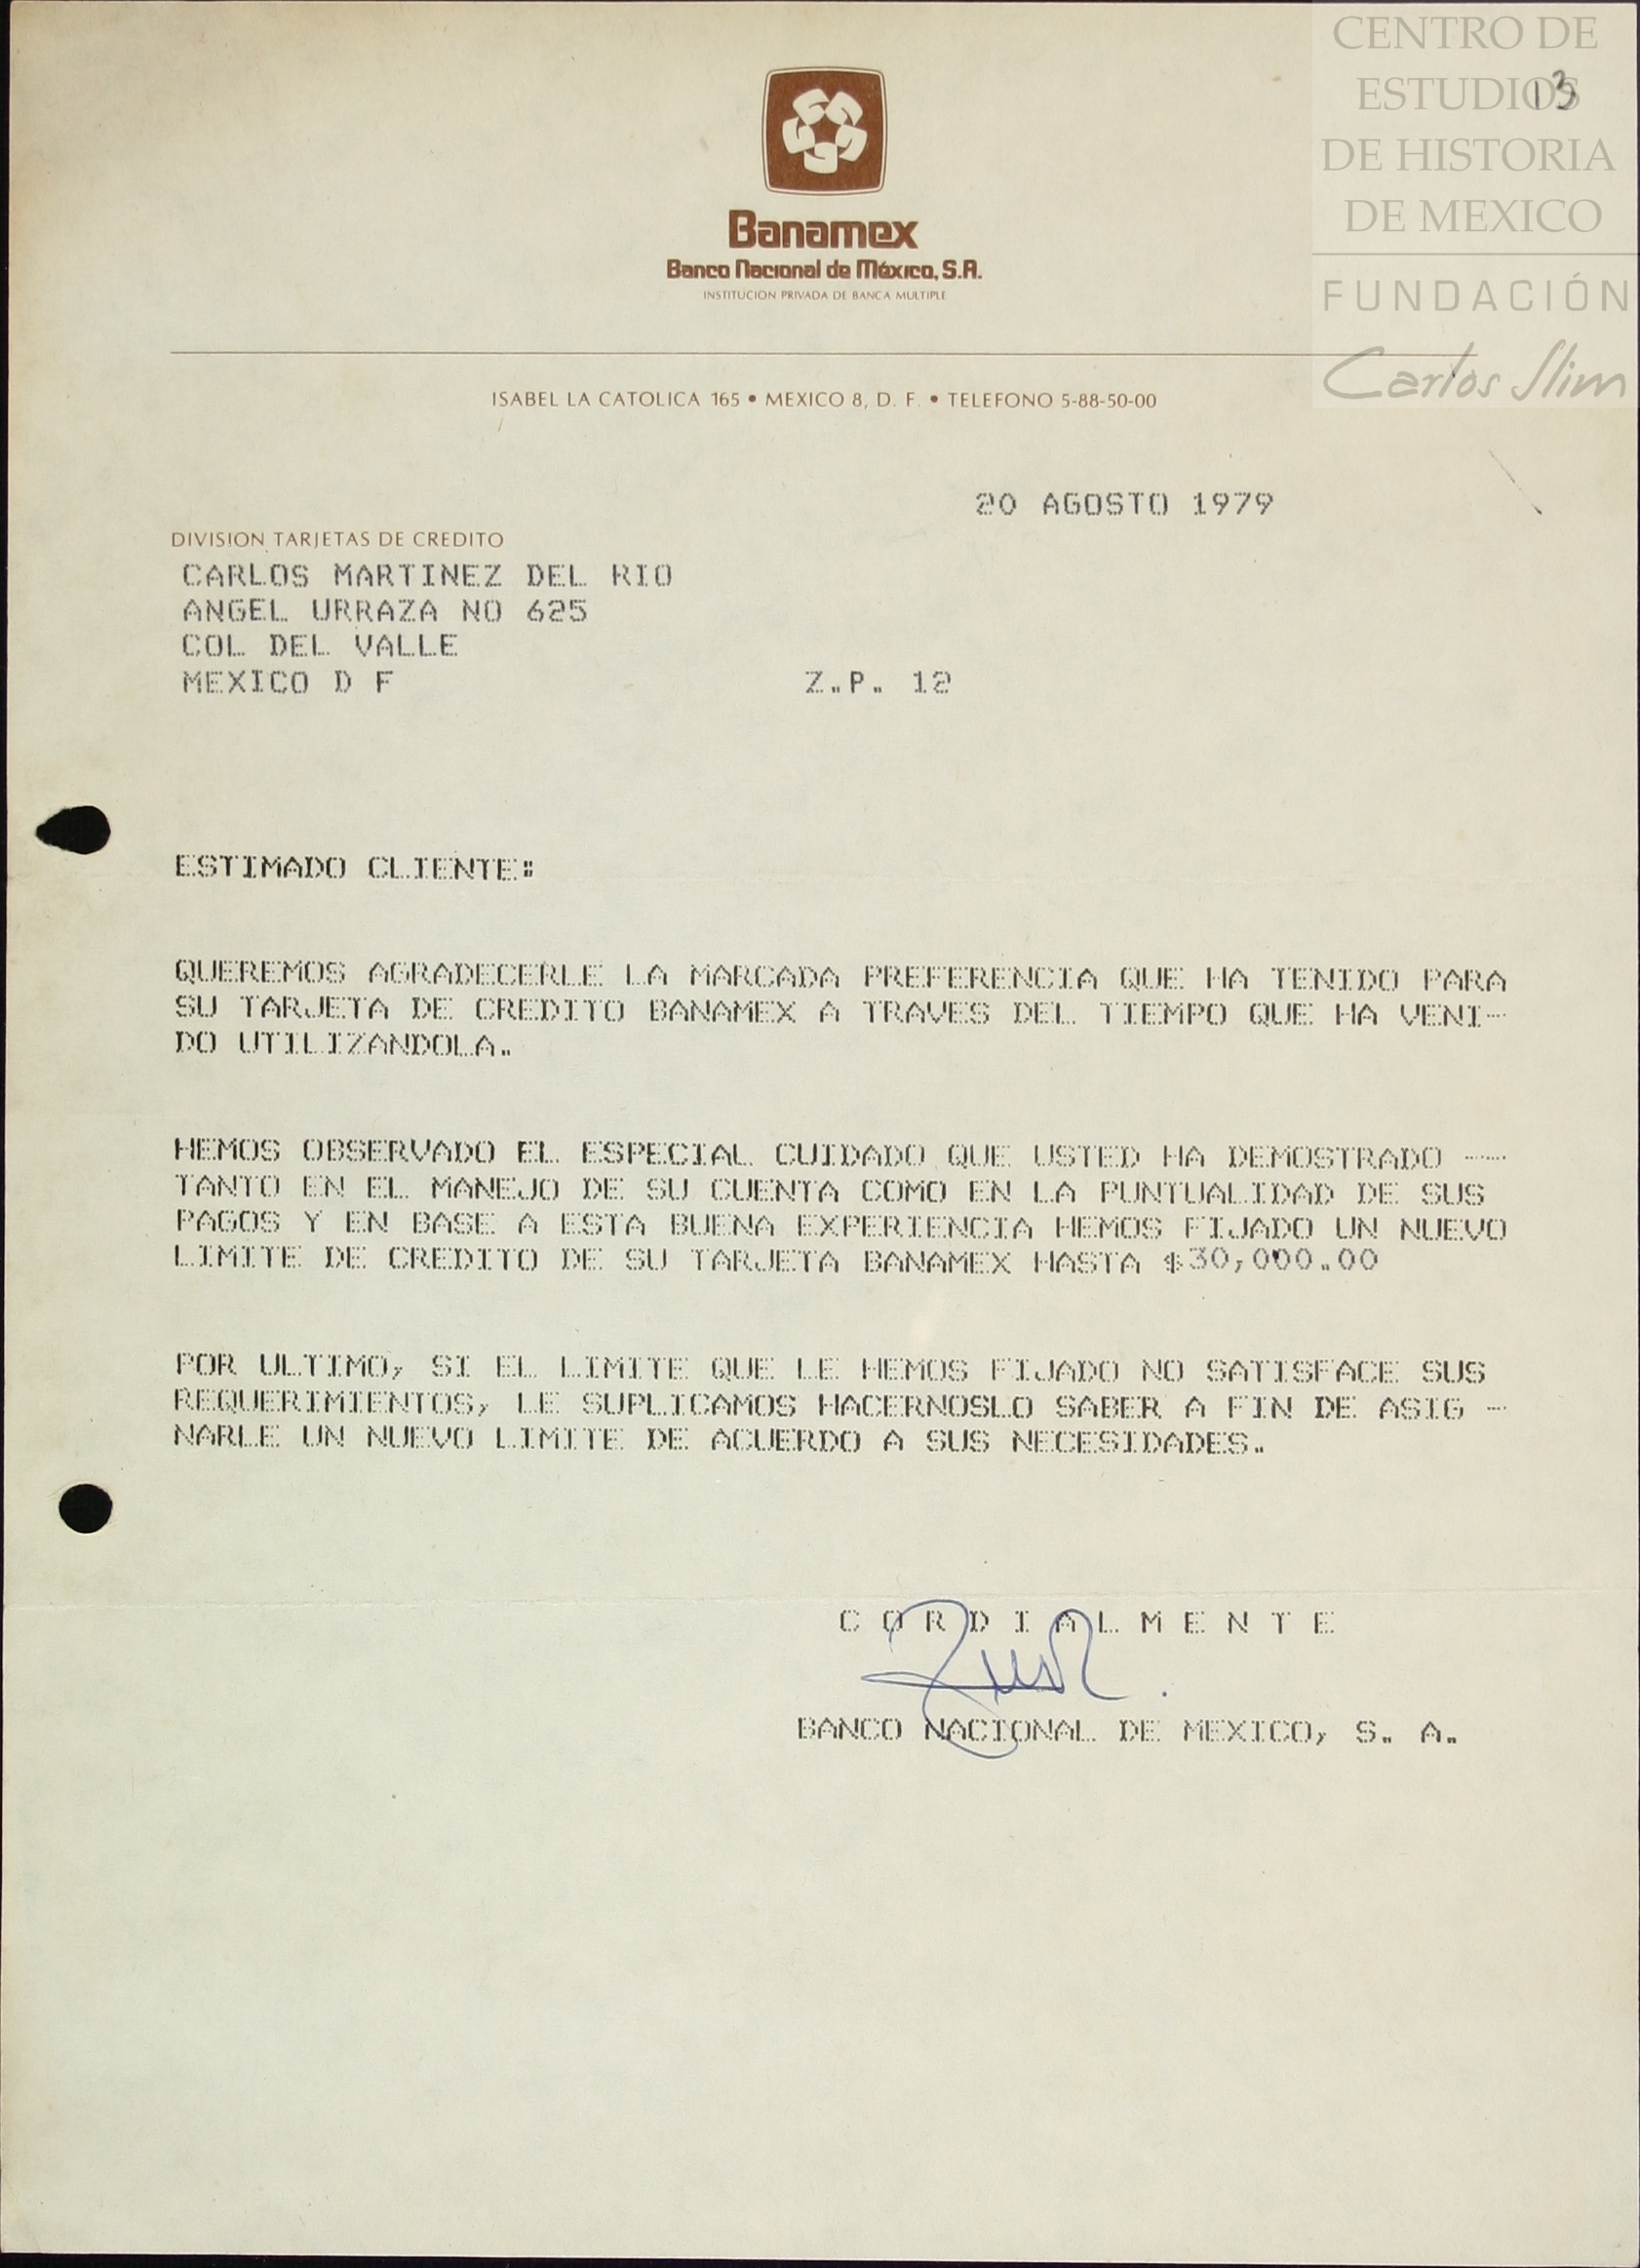 CENTRO DE
ESTUDIOS
DE HISTORIA
DE MEXICO
FUNDACIÓN
Carlos Slim
13
Banamex
Banco Nacional de México, S.A.
INSTITUCION PRIVADA DE BANCA MULTIPLE
ISABEL LA CATOLICA 165 • MEXICO 8, D. F. • TELEFONO 5-88-50-00
20 AGOSTO 1979
DIVISION TARJETAS DE CREDITO
CARLOS MARTINEZ DEL RIO
ANGEL URRAZA NO 625
COL DEL VALLE
MEXICO D F Z.P. 12
ESTIMADO CLIENTE:
QUEREMOS AGRADECERLE LA MARCADA PREFERENCIA QUE HA TENIDO PARA
SU TARJETA DE CREDITO BANAMEX A TRAVES DEL TIEMPO QUE HA VENI-
DO UTILIZANDOLA.
HEMOS OBSERVADO EL ESPECIAL CUIDADO QUE USTED HA DEMOSTRADO --
TANTO EN EL MANEJO DE SU CUENTA COMO EN LA PUNTUALIDAD DE SUS
PAGOS Y EN BASE A ESTA BUENA EXPERIENCIA HEMOS FIJADO UN NUEVO
LIMITE DE CREDITO DE SU TARJETA BANAMEX HASTA $30,000.00
POR ULTIMO, SI EL LIMITE QUE LE HEMOS FIJADO NO SATISFACE SUS
REQUERIMIENTOS, LE SUPLICAMOS HACERNOSLO SABER A FIN DE ASIG -
NARLE UN NUEVO LIMITE DE ACUERDO A SUS NECESIDADES.
C O R D I A L M E N T E
BANCO NACIONAL DE MEXICO, S. A.